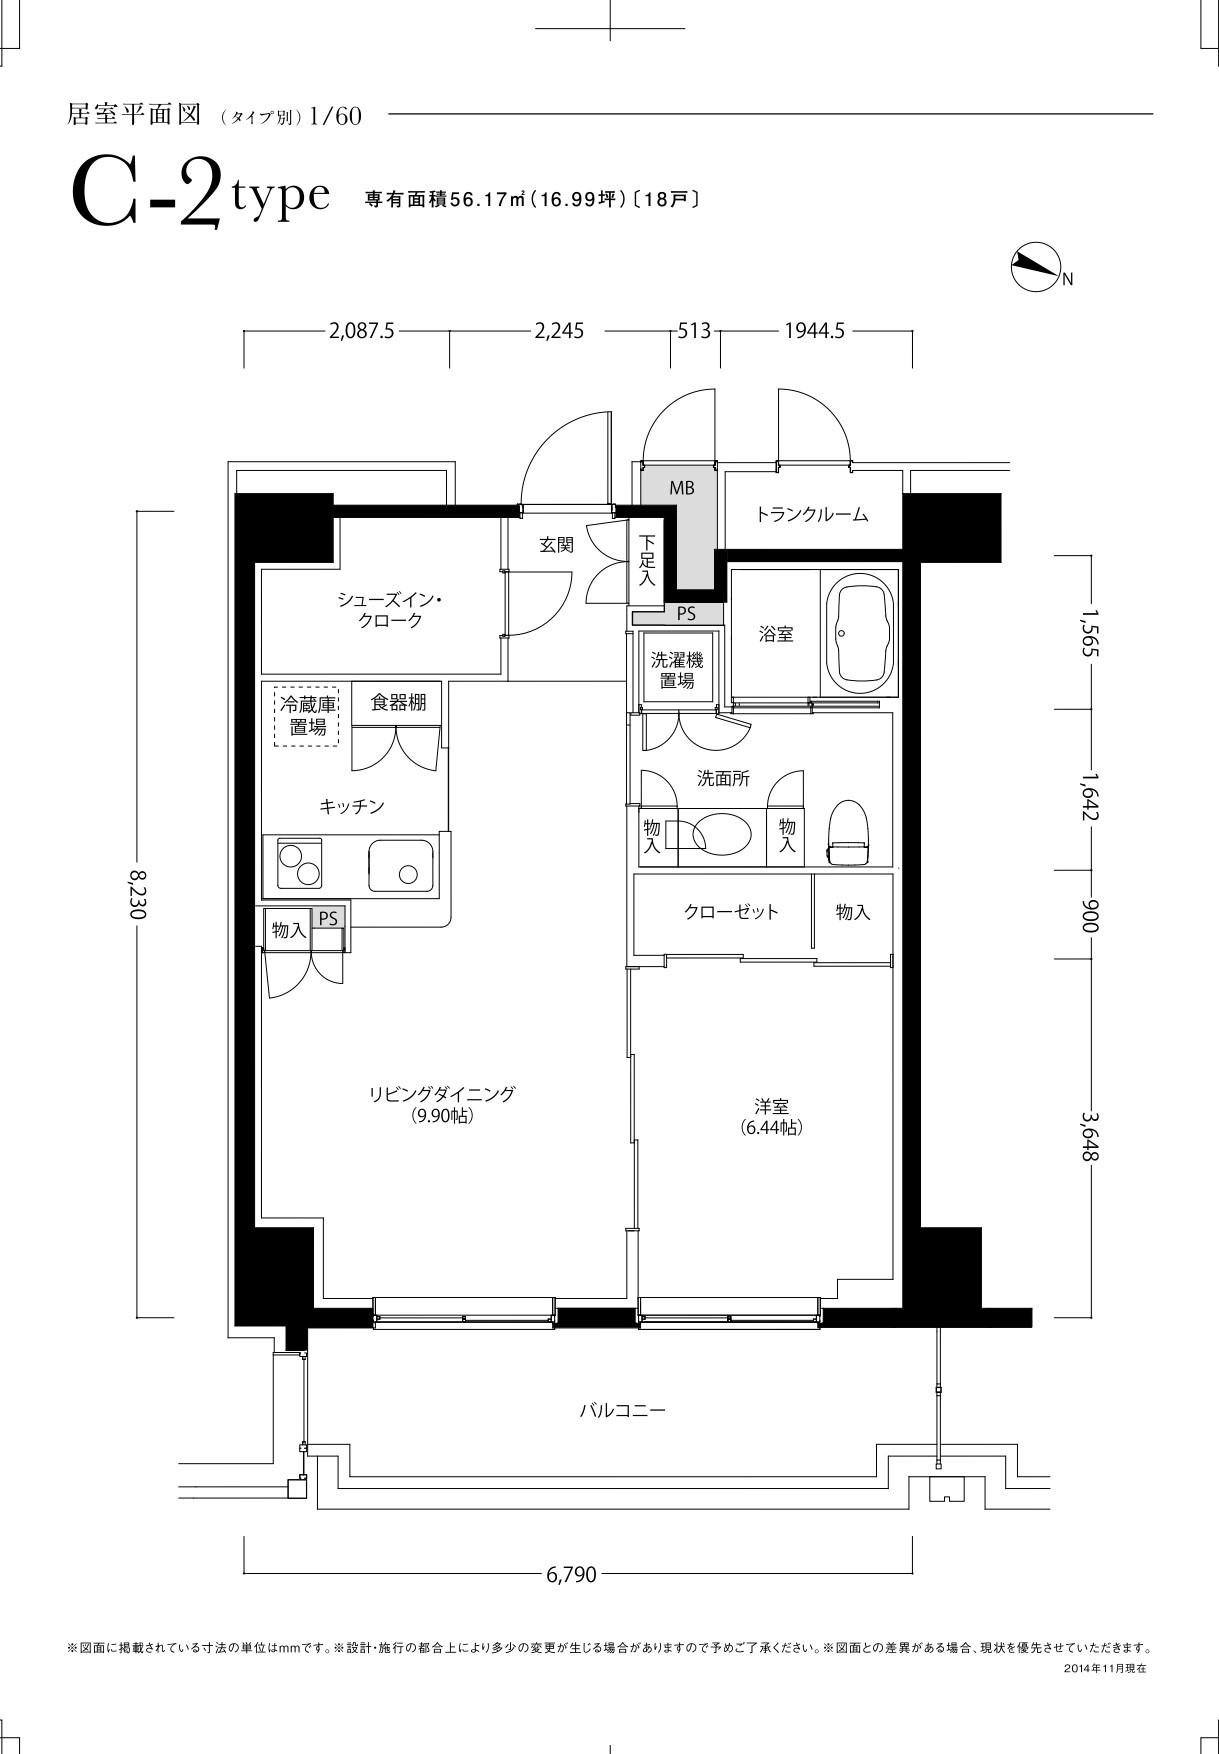 居室平面図 （タイプ別）1/60
C-2 type 専有面積56.17㎡（16.99坪）〔18戸〕
N
2,087.5 2,245 513 1944.5
MB
トランクルーム
玄関
下足入
シューズイン・
クローク
PS
浴室
洗濯機
置場
冷蔵庫
置場
食器棚
洗面所
キッチン
物入
物入
クローゼット
物入
物入
PS
リビングダイニング
（9.90帖）
洋室
（6.44帖）
8,230
1,565
1,642
900
3,648
バルコニー
6,790
※図面に掲載されている寸法の単位はmmです。※設計・施行の都合上により多少の変更が生じる場合がありますので予めご了承ください。※図面との差異がある場合、現状を優先させていただきます。
2014年11月現在